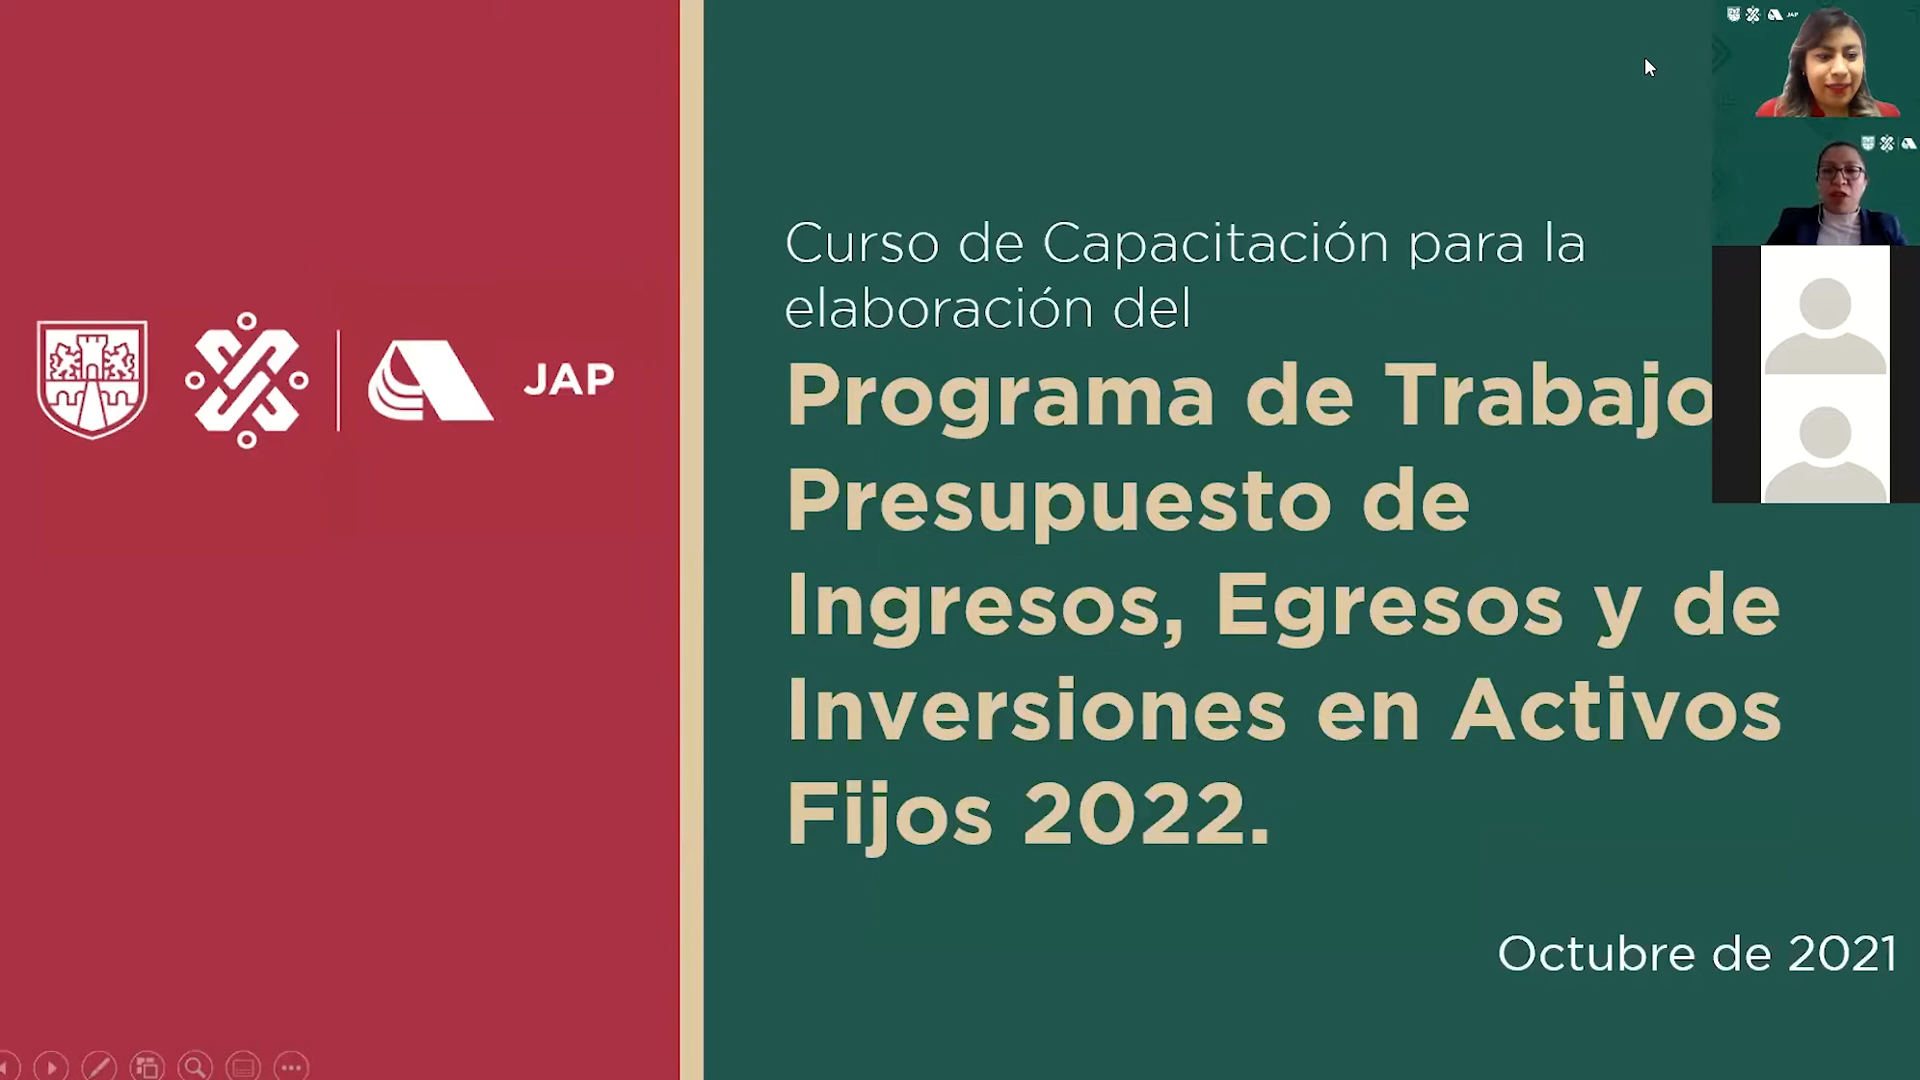 JAP
Curso de Capacitación para la
elaboración del
Programa de Trabajo
Presupuesto de
Ingresos, Egresos y de
Inversiones en Activos
Fijos 2022.
Octubre de 2021
JAP